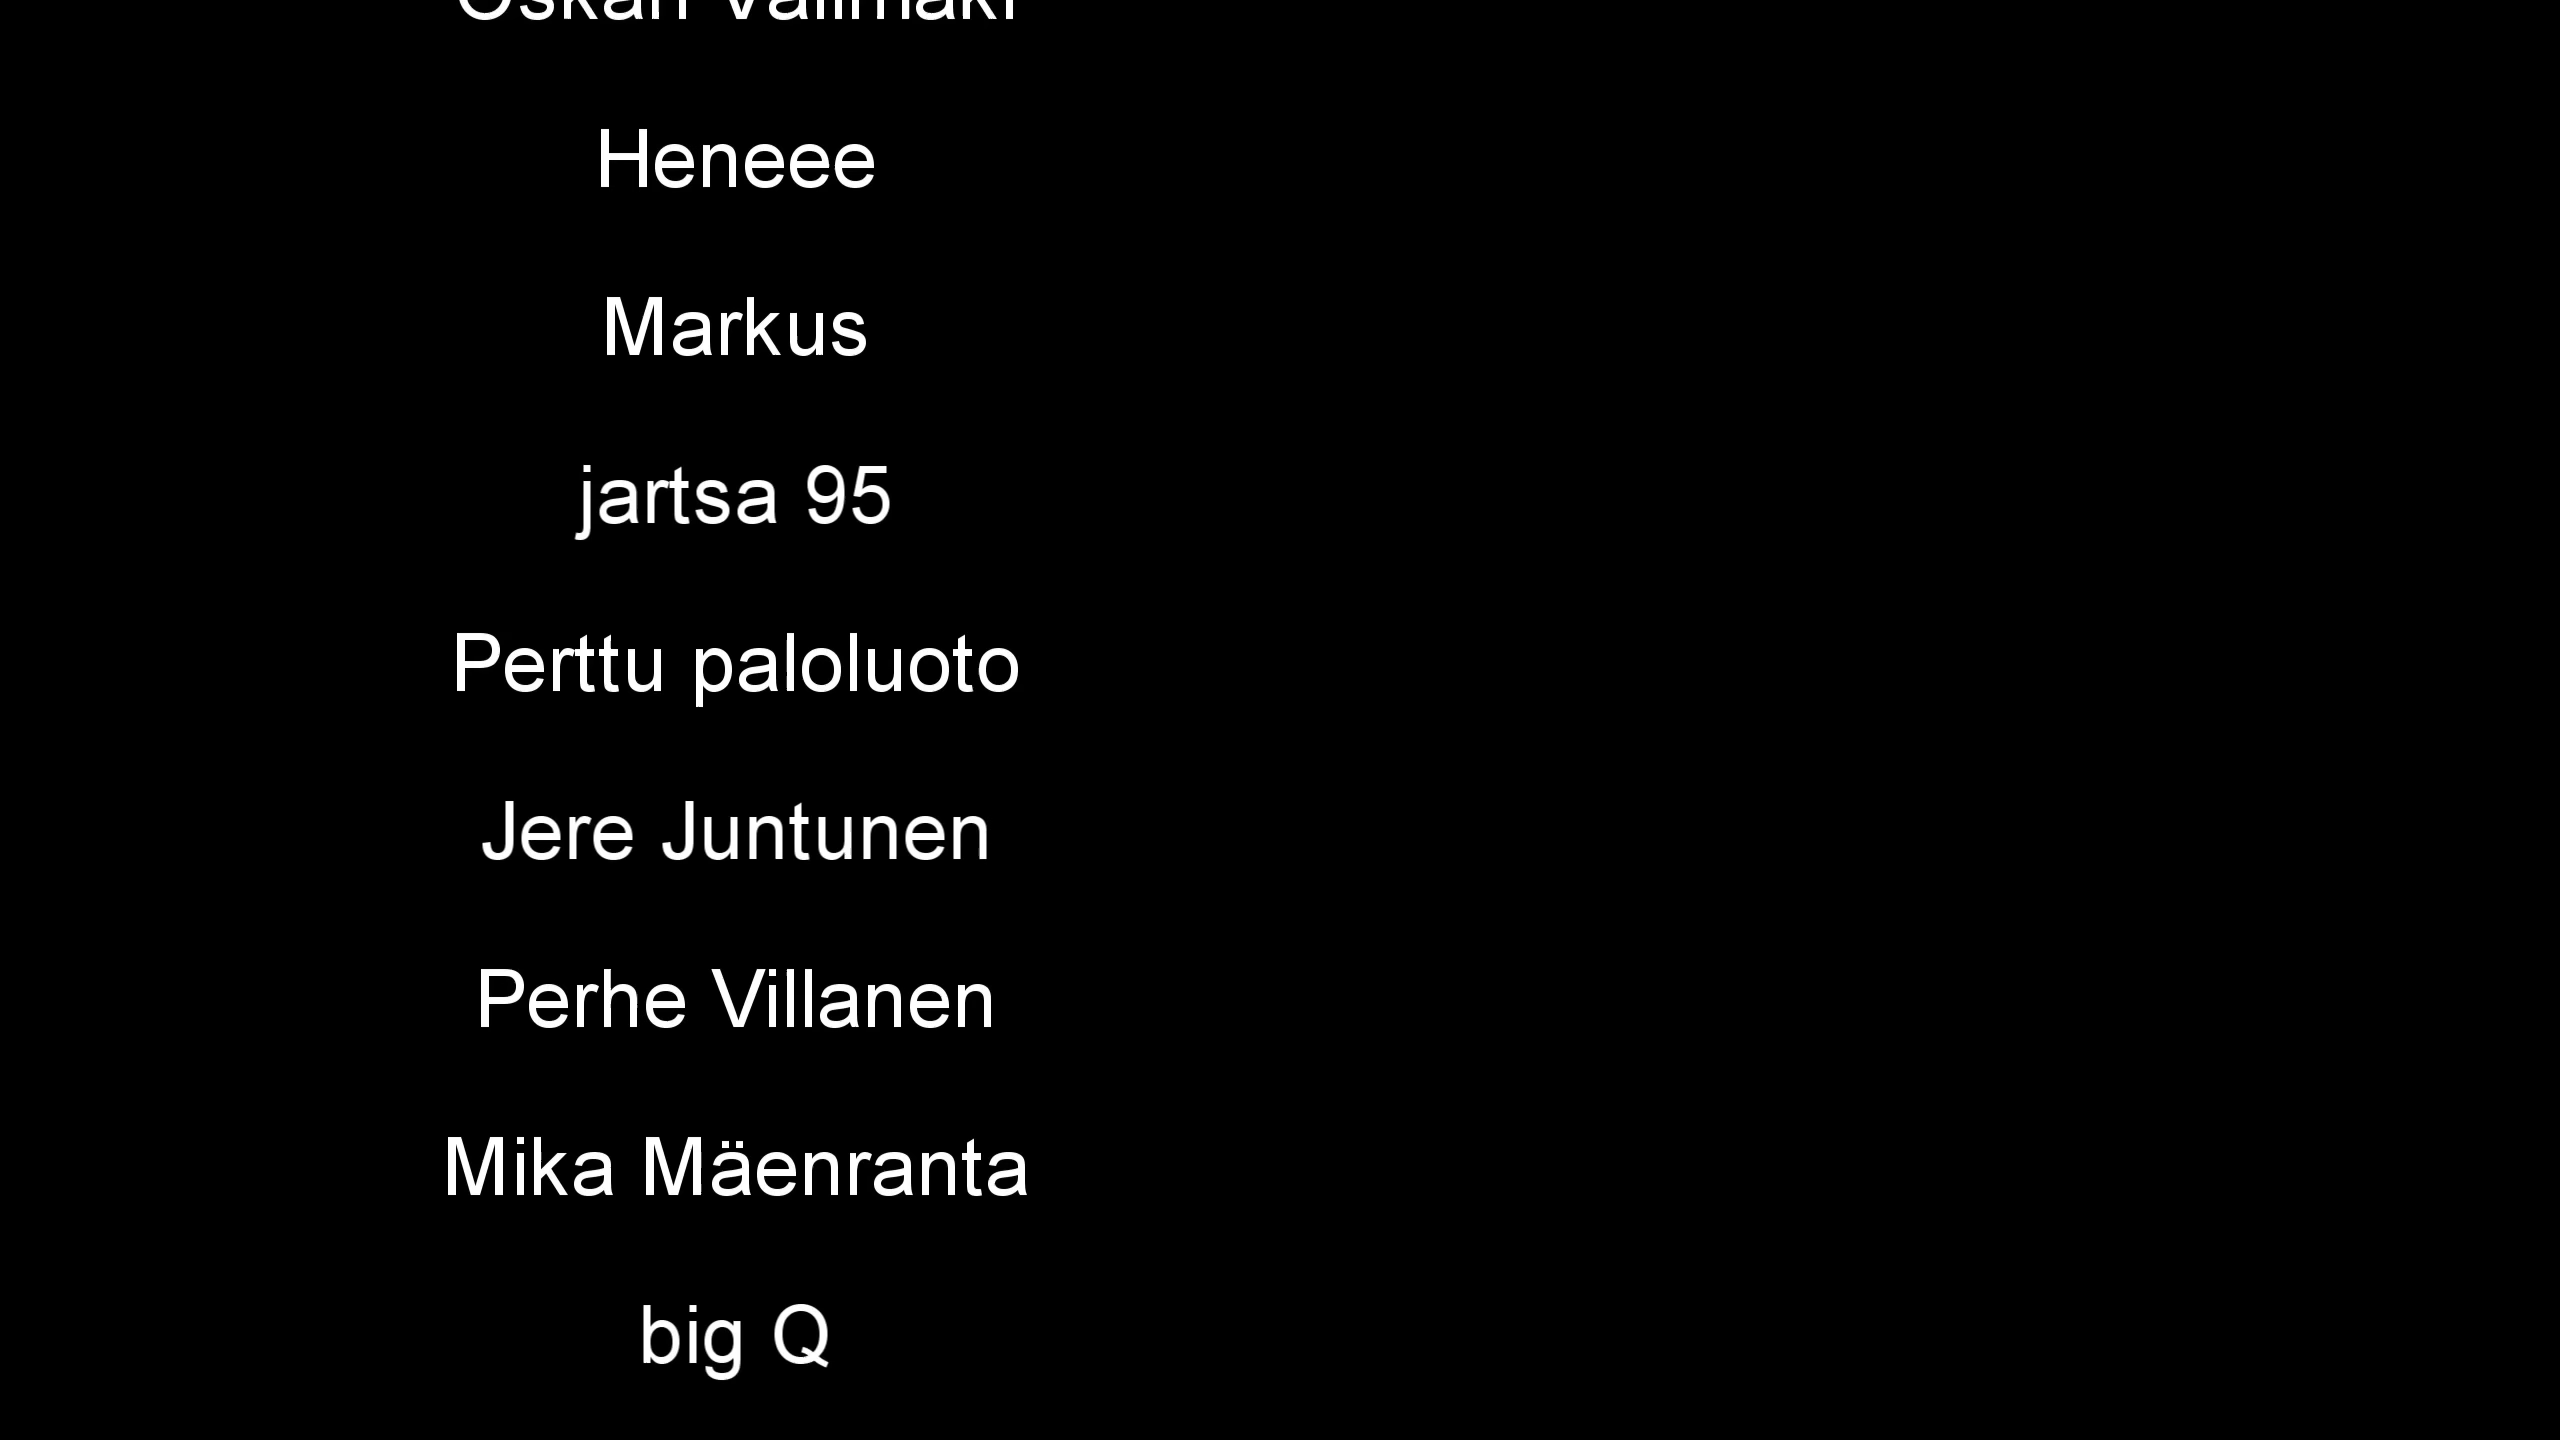 Heneee
Markus
jartsa 95
Perttu paloluoto
Jere Juntunen
Perhe Villanen
Mika Mäenranta
big Q